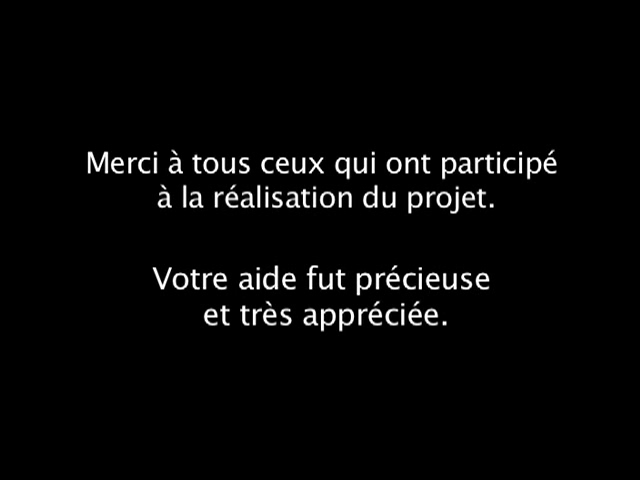 Merci à tous ceux qui ont participé
à la réalisation du projet.
Votre aide fut précieuse
et très appréciée.